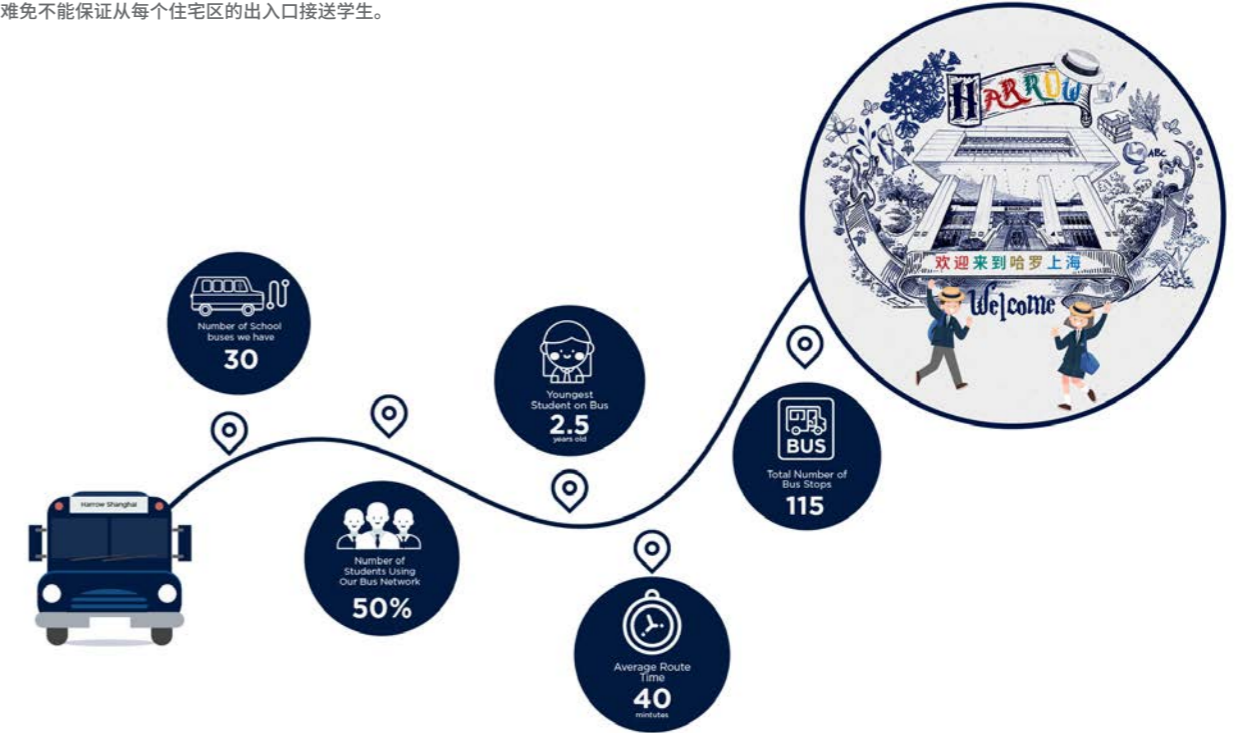 难免不能保证从每个住宅区的出入口接送学生。
HARROW
ABC
欢迎来到哈罗上海
Welcome
Number of School
buses we have
30
Youngest
Student on Bus
2.5
years old
BUS
Total Number of
Bus Stops
115
Harrow Shanghai
Number of
Students Using
Our Bus Network
50%
Average Route
Time
40
mintutes